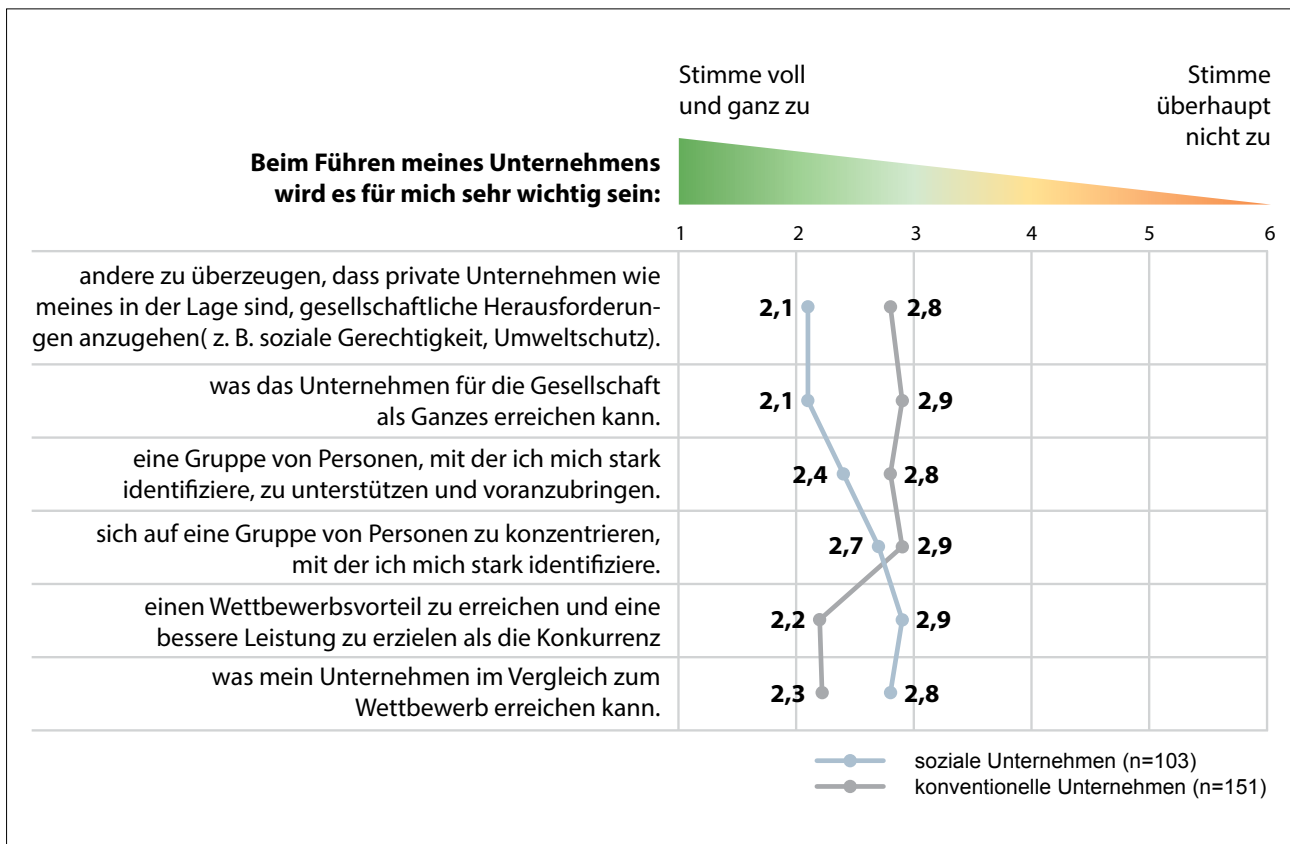 Stimme voll
und ganz zu
Stimme
überhaupt
nicht zu
Beim Führen meines Unternehmens
wird es für mich sehr wichtig sein:
1 2 3 4 5 6
andere zu überzeugen, dass private Unternehmen wie
meines in der Lage sind, gesellschaftliche Herausforderun-
gen anzugehen( z. B. soziale Gerechtigkeit, Umweltschutz).
2,1 2,8
was das Unternehmen für die Gesellschaft
als Ganzes erreichen kann.
2,1 2,9
eine Gruppe von Personen, mit der ich mich stark
identifiziere, zu unterstützen und voranzubringen.
2,4 2,8
sich auf eine Gruppe von Personen zu konzentrieren,
mit der ich mich stark identifiziere.
2,7 2,9
einen Wettbewerbsvorteil zu erreichen und eine
bessere Leistung zu erzielen als die Konkurrenz
2,2 2,9
was mein Unternehmen im Vergleich zum
Wettbewerb erreichen kann.
2,3 2,8
soziale Unternehmen (n=103)
konventionelle Unternehmen (n=151)